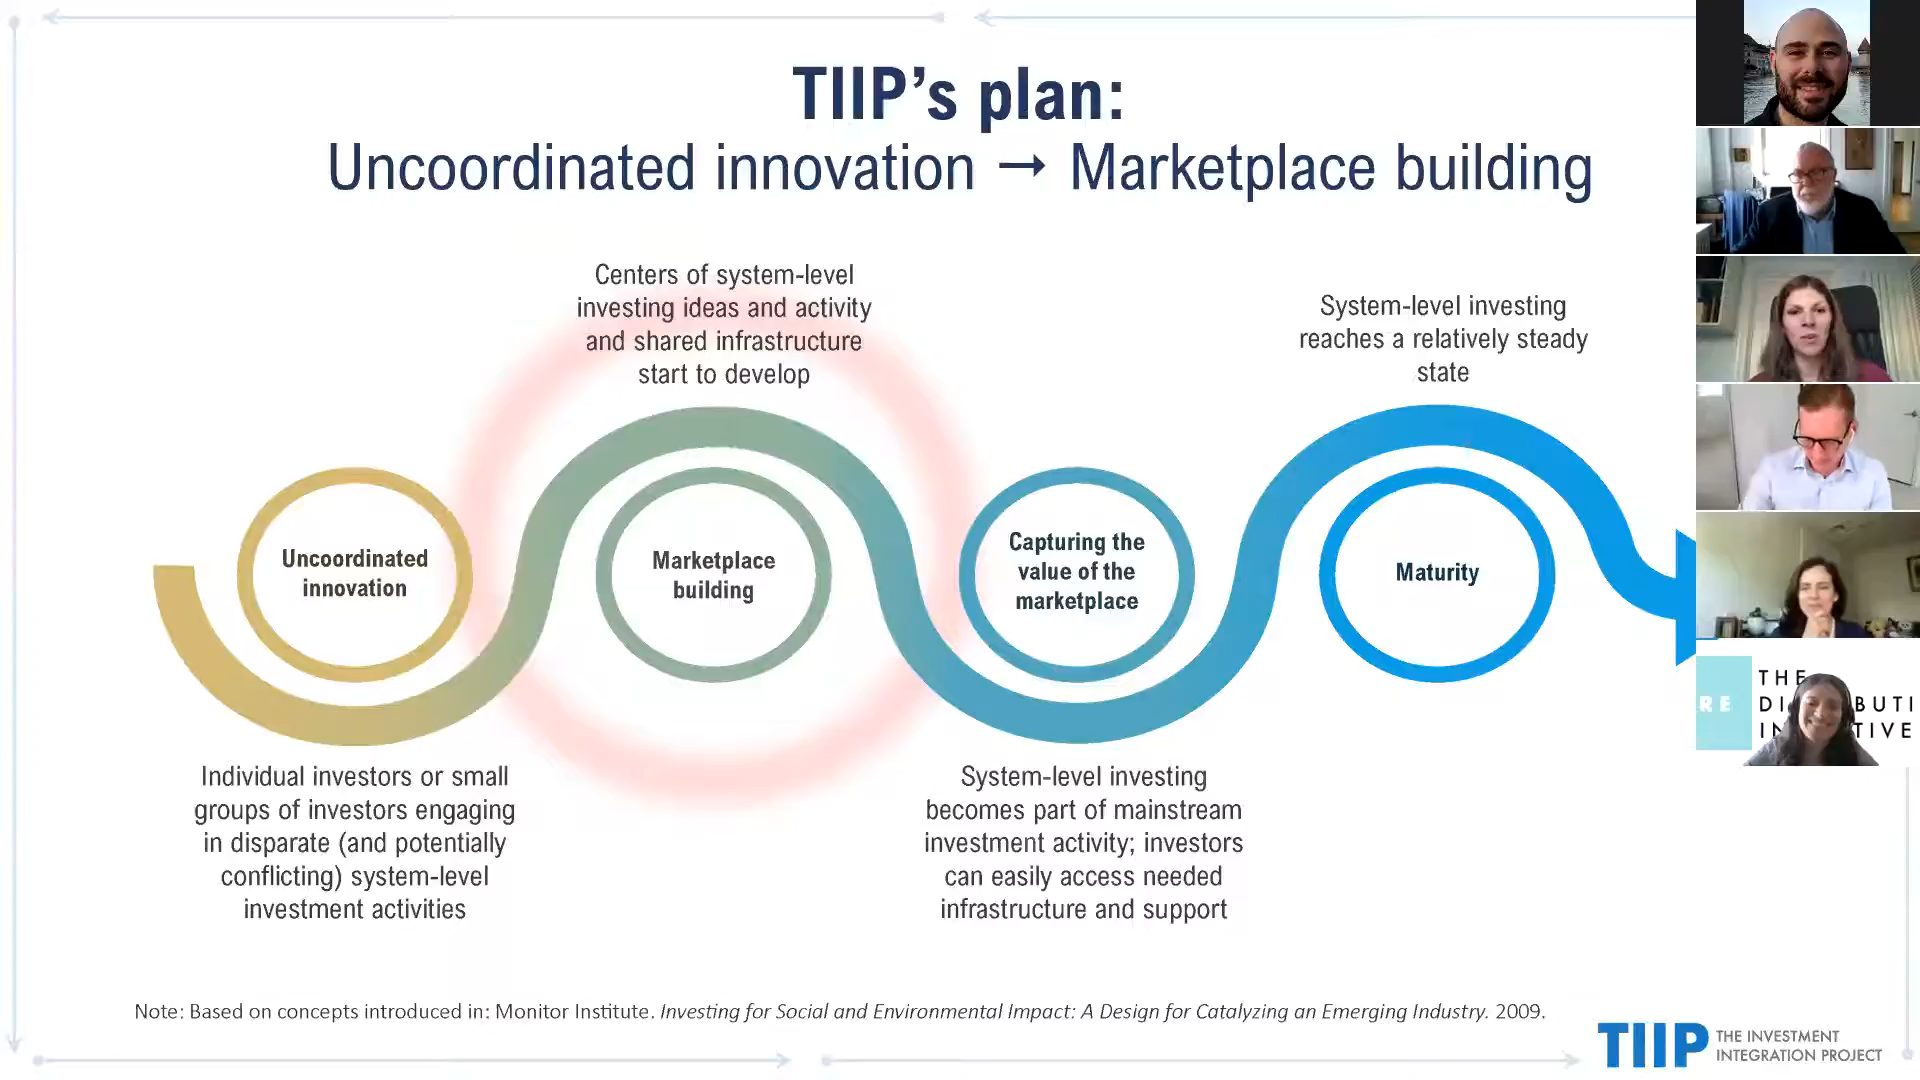 TIIP's plan:
Uncoordinated innovation → Marketplace building
Centers of system-level
investing ideas and activity
and shared infrastructure
start to develop
System-level investing
reaches a relatively steady
state
Uncoordinated
innovation
Marketplace
building
Capturing the
value of the
marketplace
Maturity
Individual investors or small
groups of investors engaging
in disparate (and potentially
conflicting) system-level
investment activities
System-level investing
becomes part of mainstream
investment activity; investors
can easily access needed
infrastructure and support
Note: Based on concepts introduced in: Monitor Institute. Investing for Social and Environmental Impact: A Design for Catalyzing an Emerging Industry. 2009.
TIIP THE INVESTMENT
INTEGRATION PROJECT
RE
THE